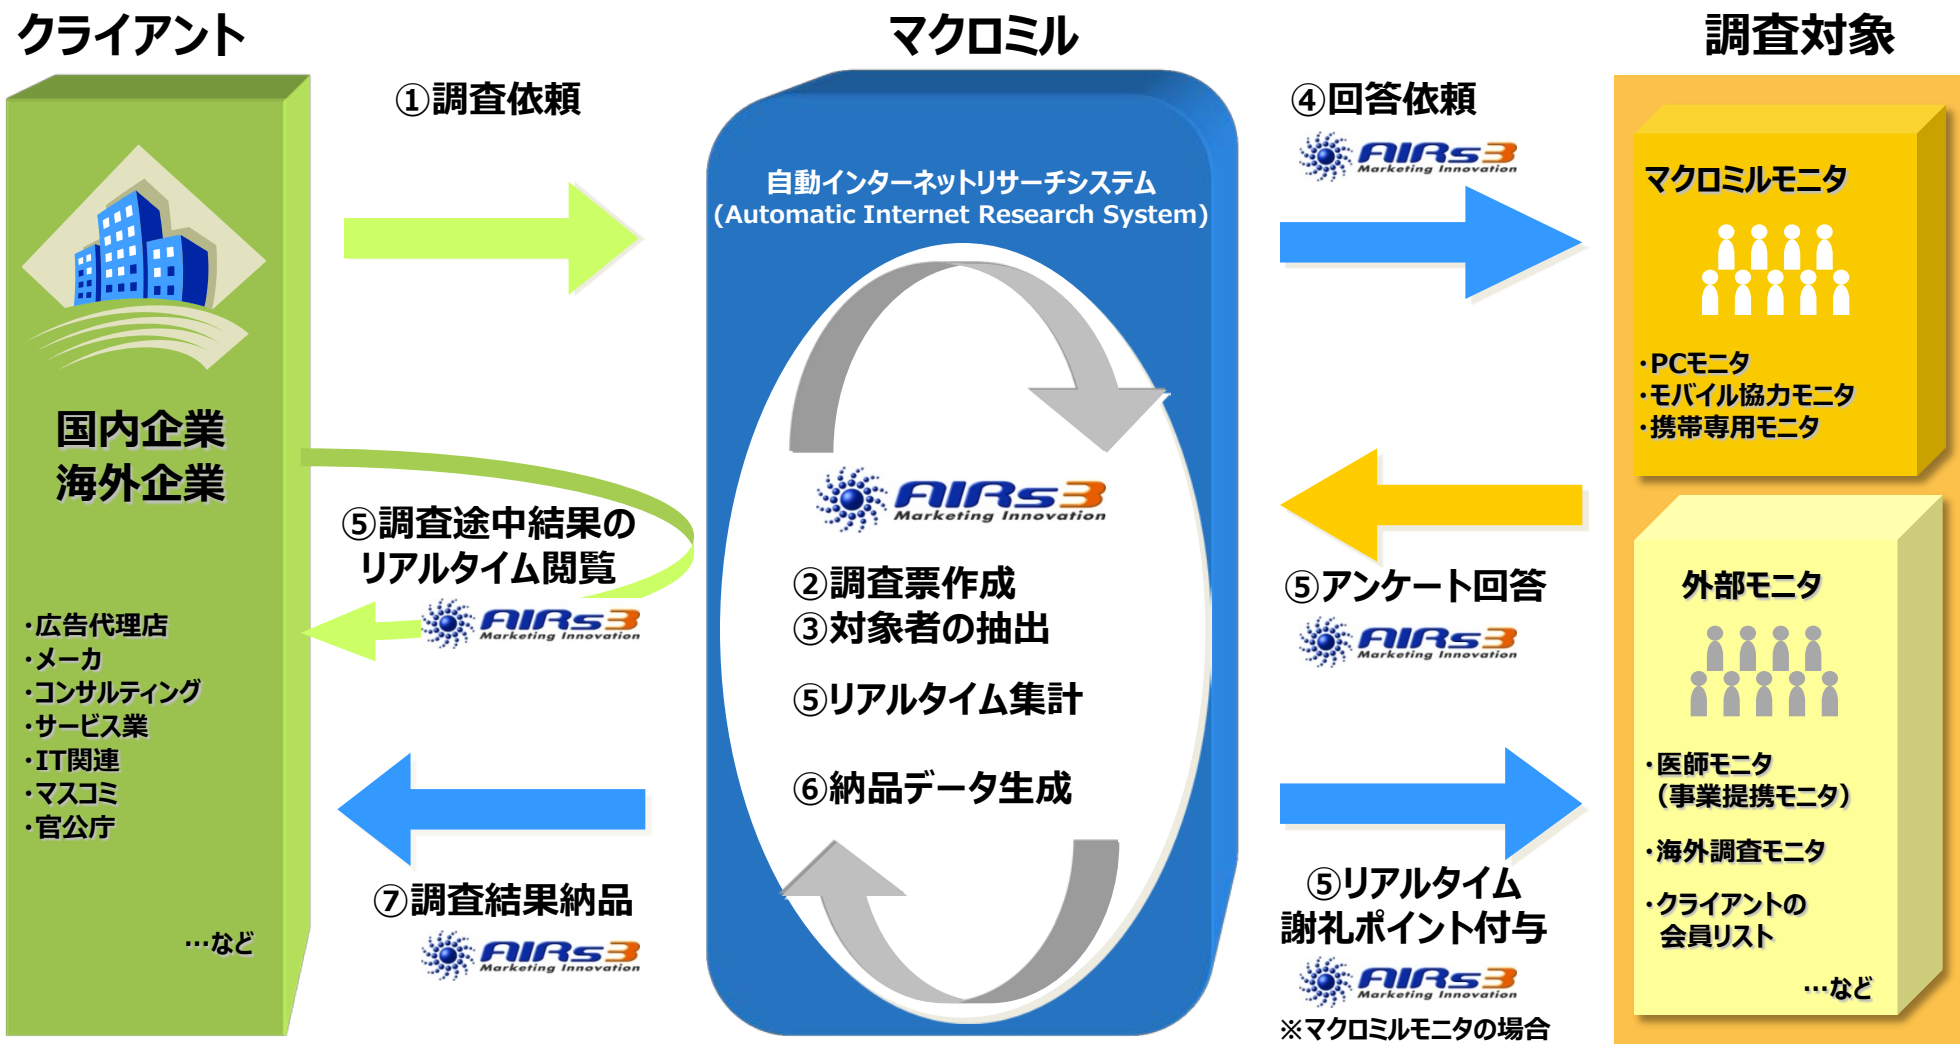 クライアント
国内企業
海外企業
・広告代理店
・メーカ
・コンサルティング
・サービス業
・IT関連
・マスコミ
・官公庁
…など
①調査依頼
⑤調査途中結果の
リアルタイム閲覧
AIRs3
Marketing Innovation
⑦調査結果納品
AIRs3
Marketing Innovation
マクロミル
自動インターネットリサーチシステム
(Automatic Internet Research System)
AIRs3
Marketing Innovation
②調査票作成
③対象者の抽出
⑤リアルタイム集計
⑥納品データ生成
④回答依頼
AIRs3
Marketing Innovation
⑤アンケート回答
AIRs3
Marketing Innovation
⑤リアルタイム
謝礼ポイント付与
AIRs3
Marketing Innovation
※マクロミルモニタの場合
調査対象
マクロミルモニタ
・PCモニタ
・モバイル協力モニタ
・携帯専用モニタ
外部モニタ
・医師モニタ
（事業提携モニタ）
・海外調査モニタ
・クライアントの
会員リスト
…など